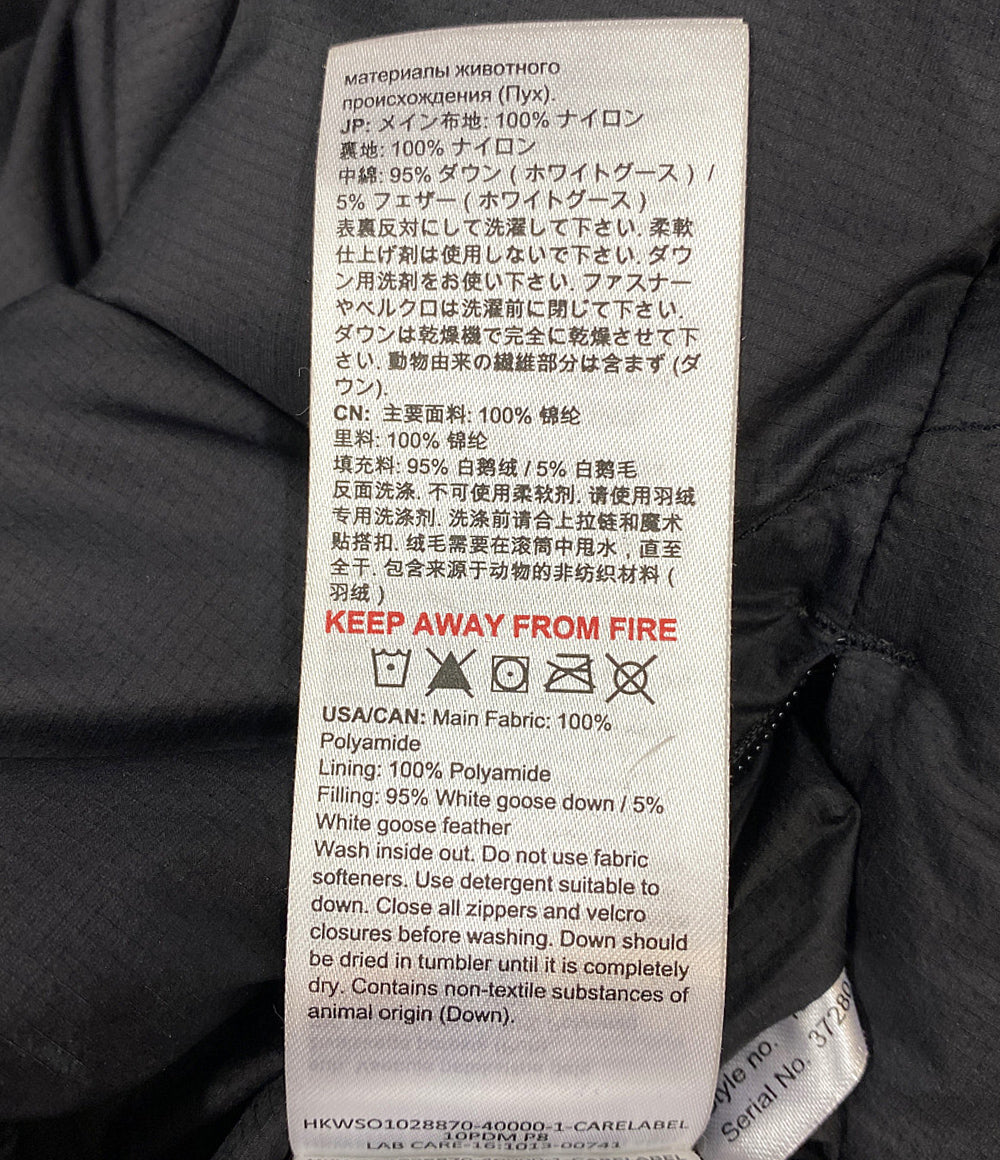 материалы животного
происхождения (Пух).
JP: メイン布地: 100% ナイロン
裏地: 100% ナイロン
中綿: 95% ダウン ( ホワイトグース ) /
5% フェザー ( ホワイトグース )
表裏反対にして洗濯して下さい. 柔軟
仕上げ剤は使用しないで下さい. ダウ
ン用洗剤をお使い下さい. ファスナー
やベルクロは洗濯前に閉じて下さい.
ダウンは乾燥機で完全に乾燥させて下
さい. 動物由来の繊維部分は含まず (ダ
ウン).
CN: 主要面料: 100% 锦纶
里料: 100% 锦纶
填充料: 95% 白鹅绒 / 5% 白鹅毛
反面洗涤. 不可使用柔软剂. 请使用羽绒
专用洗涤剂. 洗涤前请合上拉链和魔术
贴搭扣. 绒毛需要在滚筒中甩水 , 直至
全干. 包含来源于动物的非纺织材料 (
羽绒 )
KEEP AWAY FROM FIRE
USA/CAN: Main Fabric: 100%
Polyamide
Lining: 100% Polyamide
Filling: 95% White goose down / 5%
White goose feather
Wash inside out. Do not use fabric
softeners. Use detergent suitable to
down. Close all zippers and velcro
closures before washing. Down should
be dried in tumbler until it is completely
dry. Contains non-textile substances of
animal origin (Down).
HKWSO1028870-40000-1-CARELABEL
10PDM P8
LAB CARE-16:1013-00741
tyle no.
Serial No. 37280